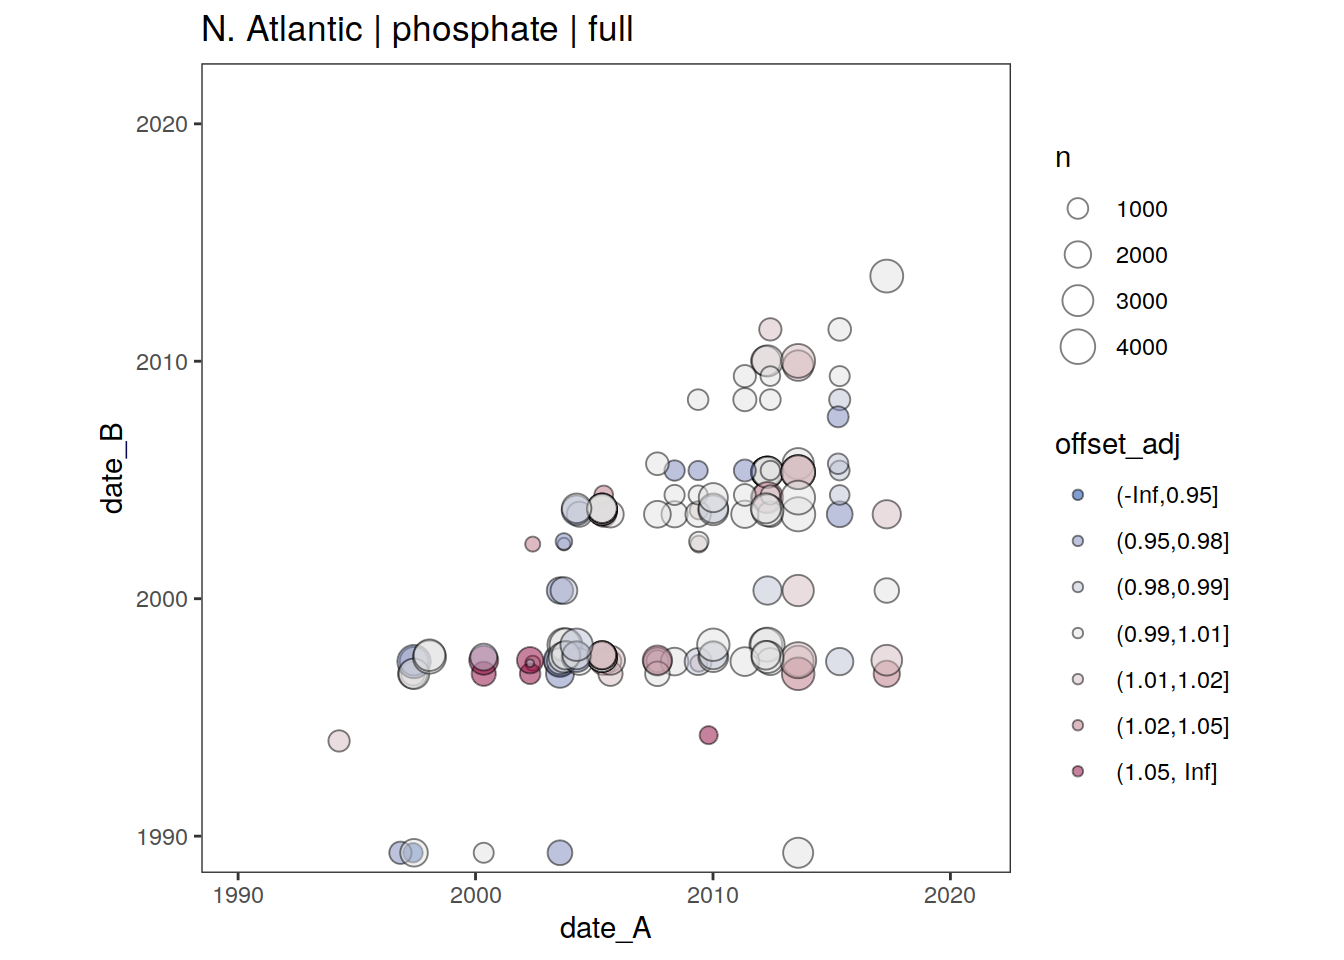 N. Atlantic | phosphate | full
2020
2010
2000
1990
date_B
1990
2000
2010
2020
date_A
n
1000
2000
3000
4000
offset_adj
(-Inf,0.95]
(0.95,0.98]
(0.98,0.99]
(0.99,1.01]
(1.01,1.02]
(1.02,1.05]
(1.05, Inf]